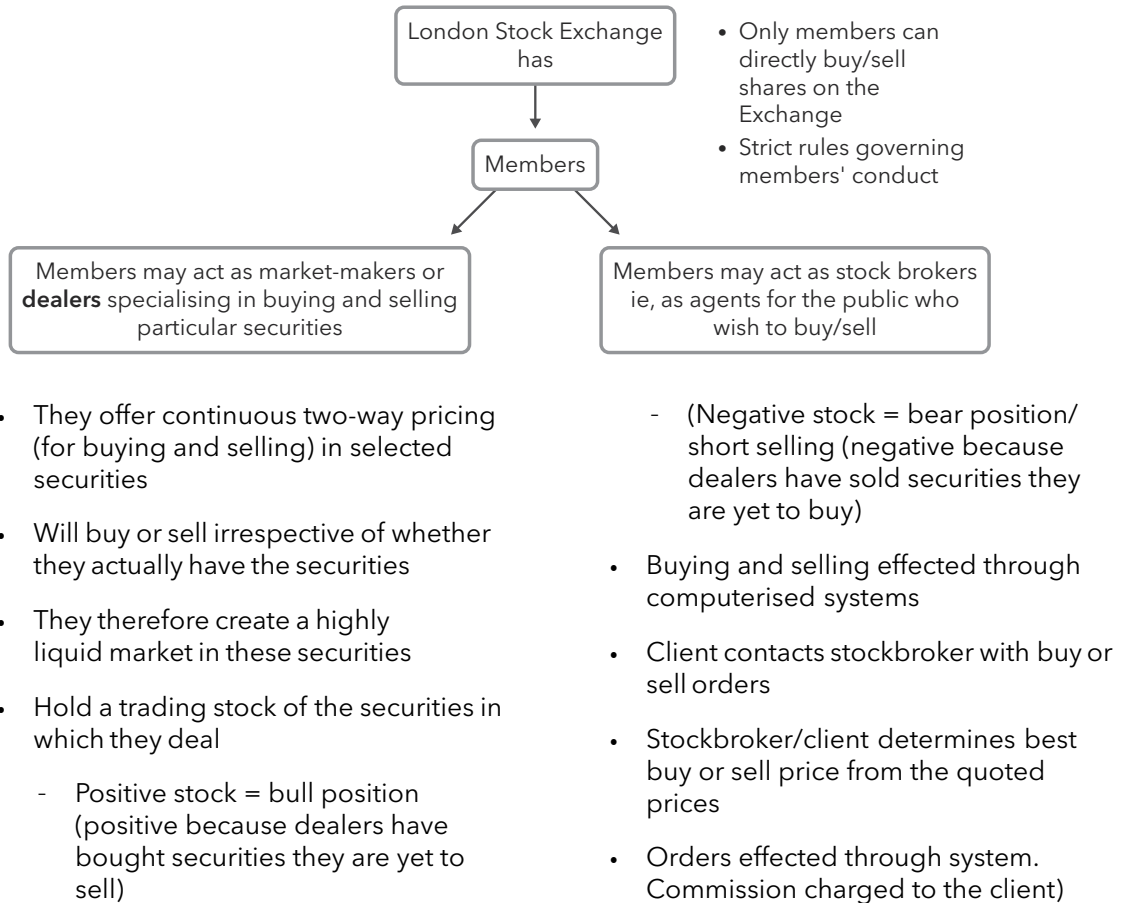 London Stock Exchange
has
• Only members can
directly buy/sell
shares on the
Exchange
• Strict rules governing
members' conduct
Members
Members may act as market-makers or
dealers specialising in buying and selling
particular securities
Members may act as stock brokers
ie, as agents for the public who
wish to buy/sell
• They offer continuous two-way pricing
(for buying and selling) in selected
securities
• Will buy or sell irrespective of whether
they actually have the securities
• They therefore create a highly
liquid market in these securities
• Hold a trading stock of the securities in
which they deal
- Positive stock = bull position
(positive because dealers have
bought securities they are yet to
sell)
- (Negative stock = bear position/
short selling (negative because
dealers have sold securities they
are yet to buy)
• Buying and selling effected through
computerised systems
• Client contacts stockbroker with buy or
sell orders
• Stockbroker/client determines best
buy or sell price from the quoted
prices
• Orders effected through system.
Commission charged to the client)